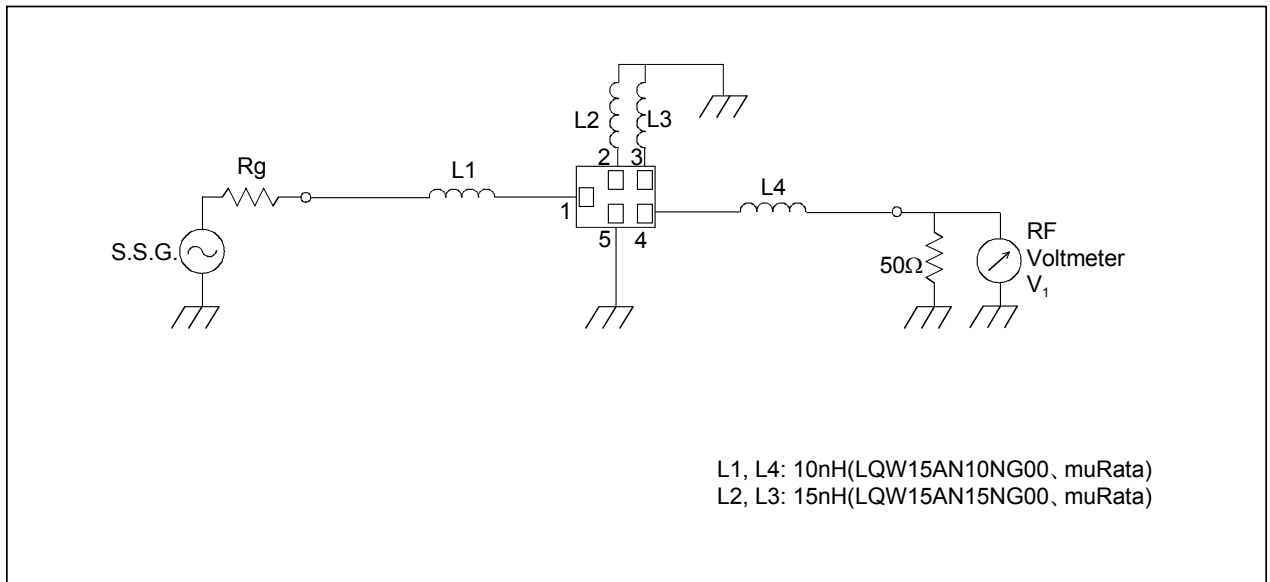 L2 L3
2 3
Rg
L1
L4
1
5 4
S.S.G.
50Ω
RF
Voltmeter
V₁
L1, L4: 10nH(LQW15AN10NG00、muRata)
L2, L3: 15nH(LQW15AN15NG00、muRata)